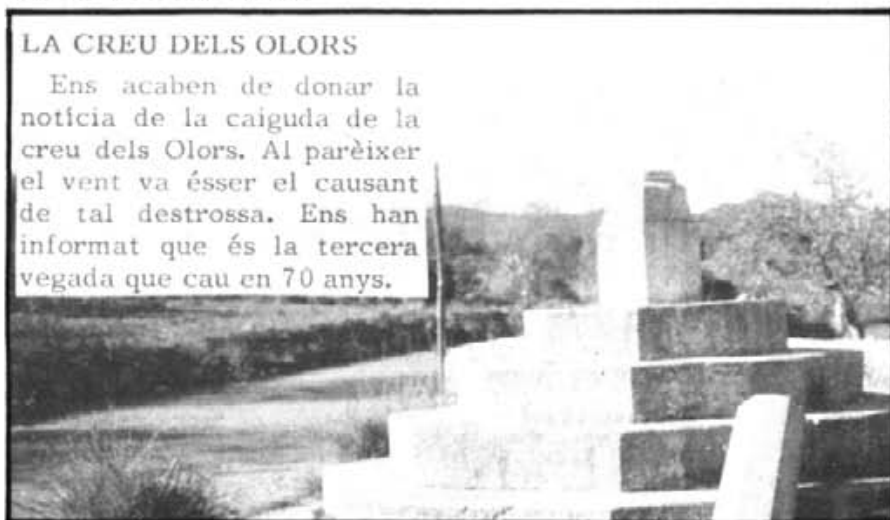 LA CREU DELS OLORS
Ens acaben de donar la
notícia de la caiguda de la
creu dels Olors. Al parèixer
el vent va ésser el causant
de tal destrossa. Ens han
informat que és la tercera
vegada que cau en 70 anys.